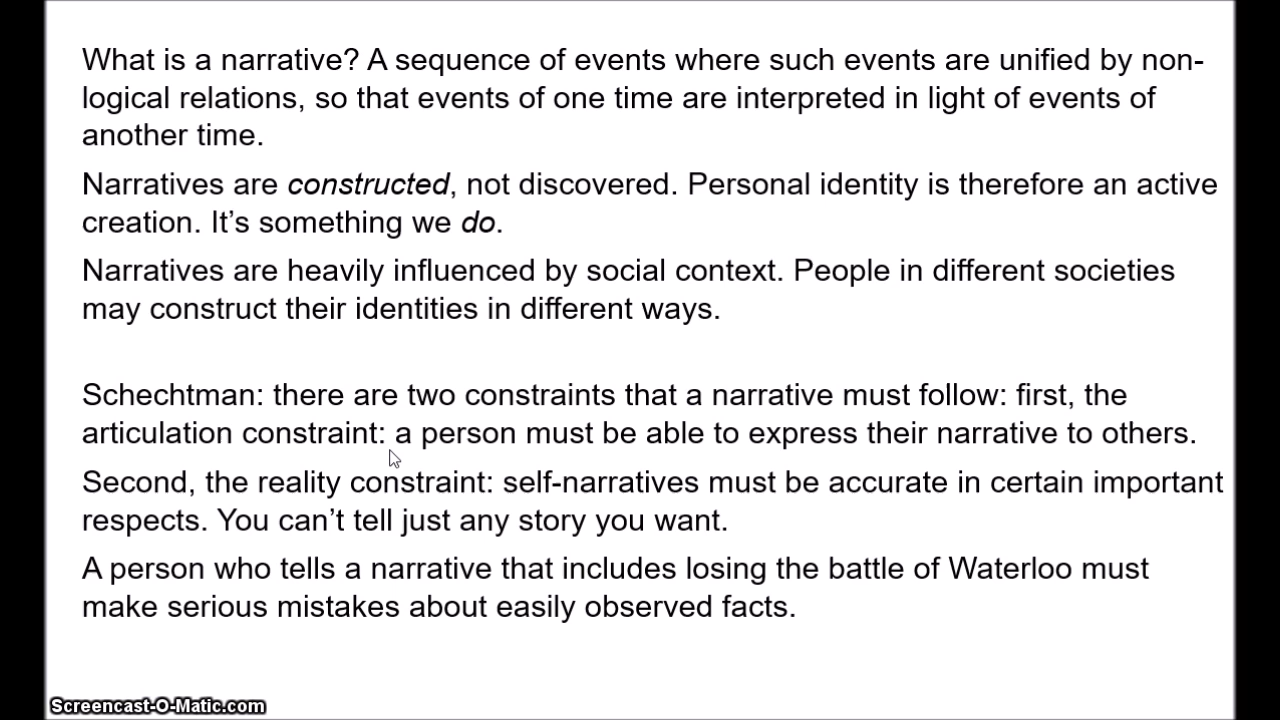 What is a narrative? A sequence of events where such events are unified by non-
logical relations, so that events of one time are interpreted in light of events of
another time.
Narratives are constructed, not discovered. Personal identity is therefore an active
creation. It’s something we do.
Narratives are heavily influenced by social context. People in different societies
may construct their identities in different ways.
Schechtman: there are two constraints that a narrative must follow: first, the
articulation constraint: a person must be able to express their narrative to others.
Second, the reality constraint: self-narratives must be accurate in certain important
respects. You can’t tell just any story you want.
A person who tells a narrative that includes losing the battle of Waterloo must
make serious mistakes about easily observed facts.
Screencast-O-Matic.com